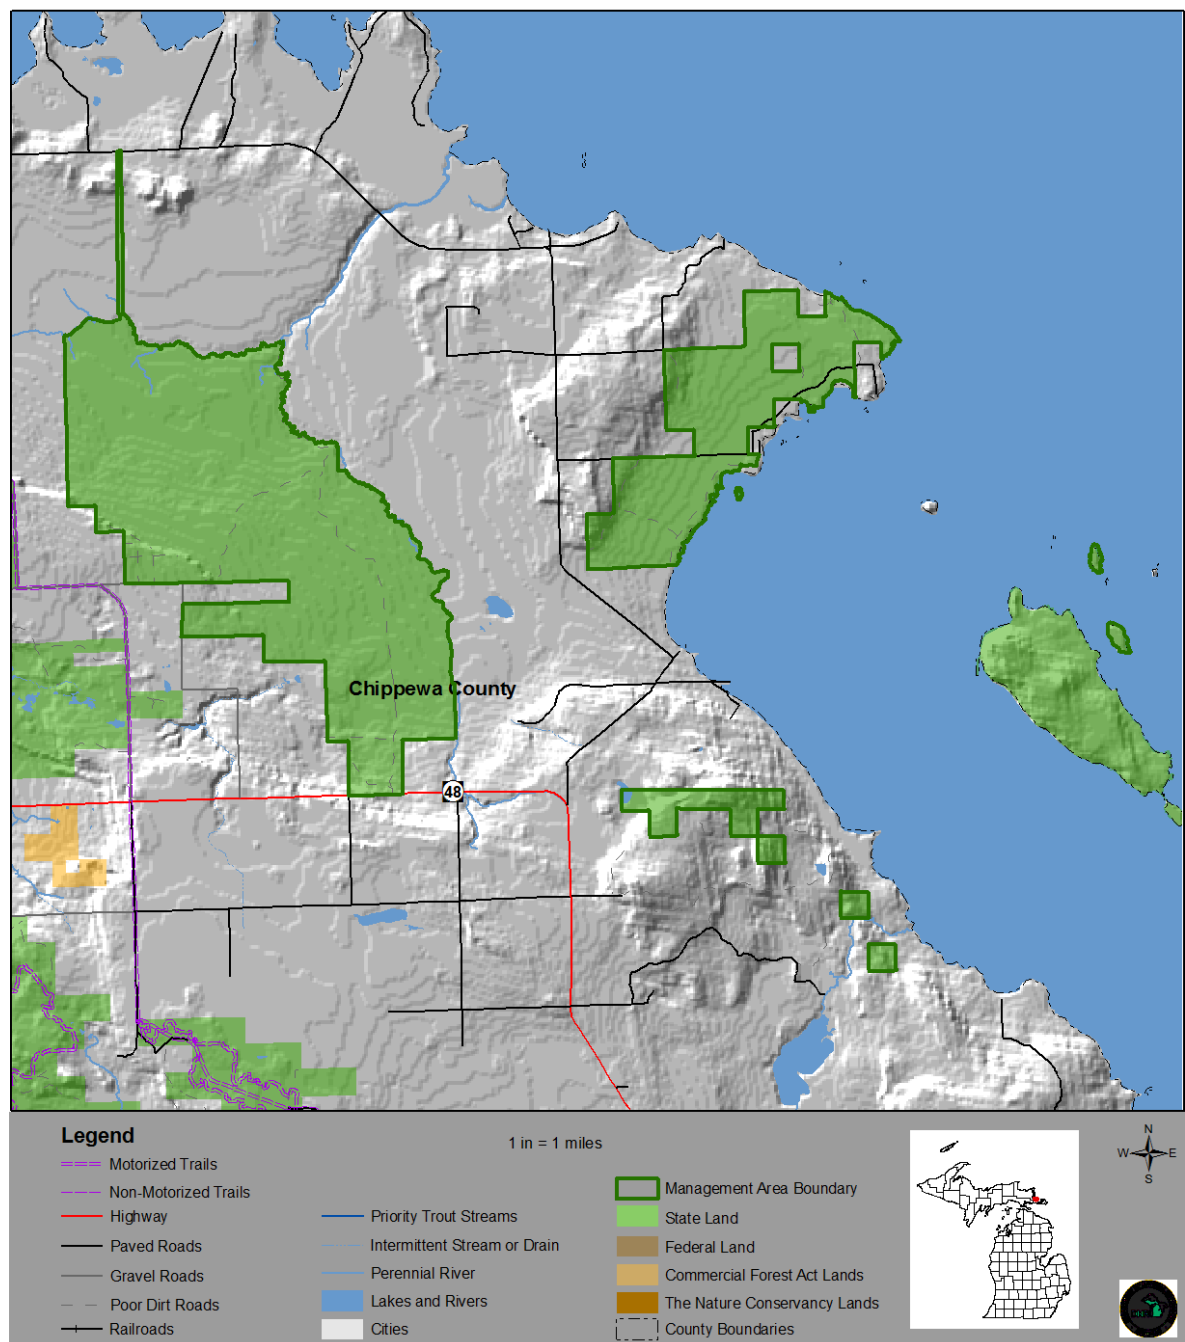 Chippewa County
48
Legend
1 in = 1 miles
Motorized Trails
Non-Motorized Trails
Highway
Paved Roads
Gravel Roads
Poor Dirt Roads
Railroads
Priority Trout Streams
Intermittent Stream or Drain
Perennial River
Lakes and Rivers
Cities
Management Area Boundary
State Land
Federal Land
Commercial Forest Act Lands
The Nature Conservancy Lands
County Boundaries
N
W E
S